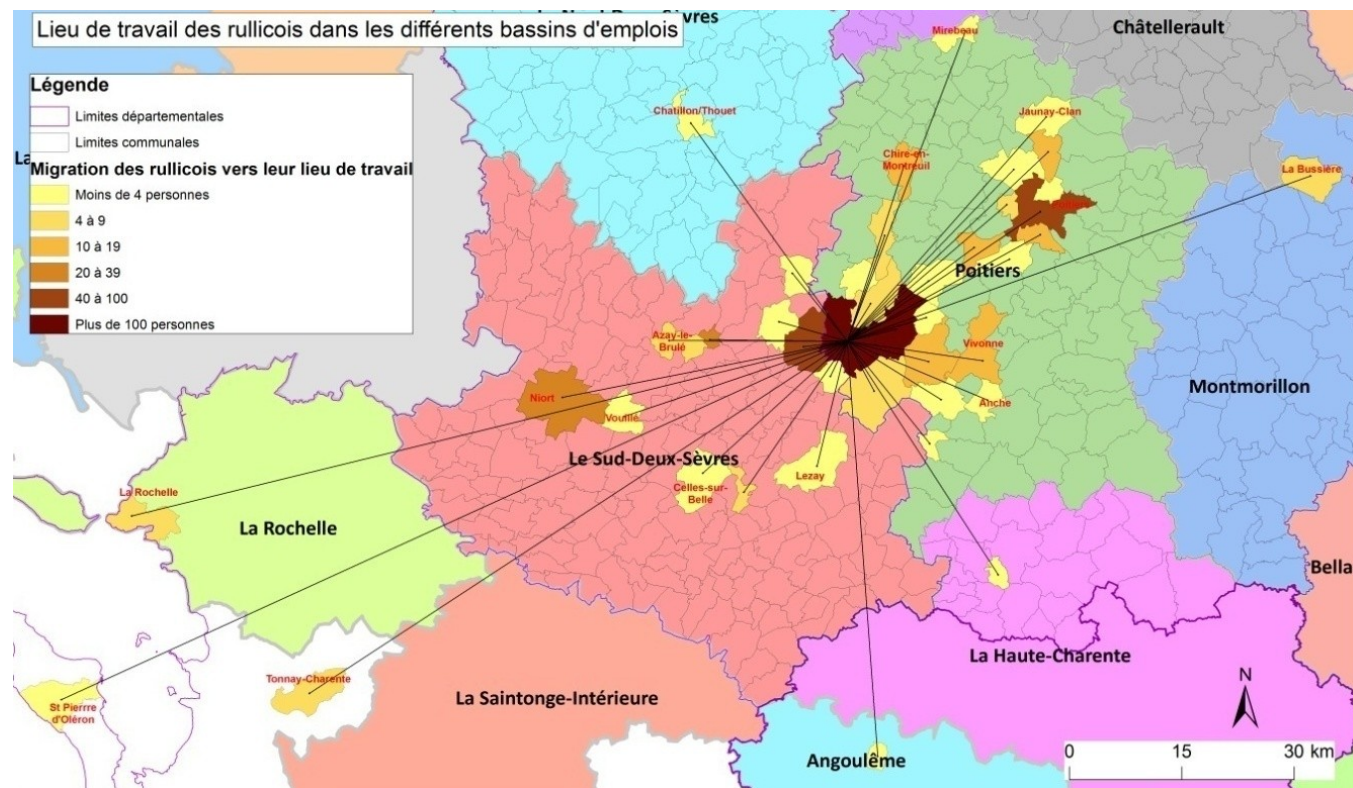 Lieu de travail des rullicois dans les différents bassins d'emplois
Légende
Limites départementales
Limites communales
Migration des rullicois vers leur lieu de travail
Moins de 4 personnes
4 à 9
10 à 19
20 à 39
40 à 100
Plus de 100 personnes
Châtellerault
Mirebeau
Chatillon/Thouet
Jaunay-Clan
Chire-en-
Montreuil
La Bussière
Poitiers
Poitiers
Azay-le-
Brulé
Vivonne
Montmorillon
Niort
Vouillé
Anche
Le Sud-Deux-Sèvres
Lezay
Celles-sur-
Belle
La Rochelle
La Rochelle
Bella
La Haute-Charente
Tonnay-Charente
La Saintonge-Intérieure
St Pierrre
d'Oléron
Angoulême
N
0 15 30 km